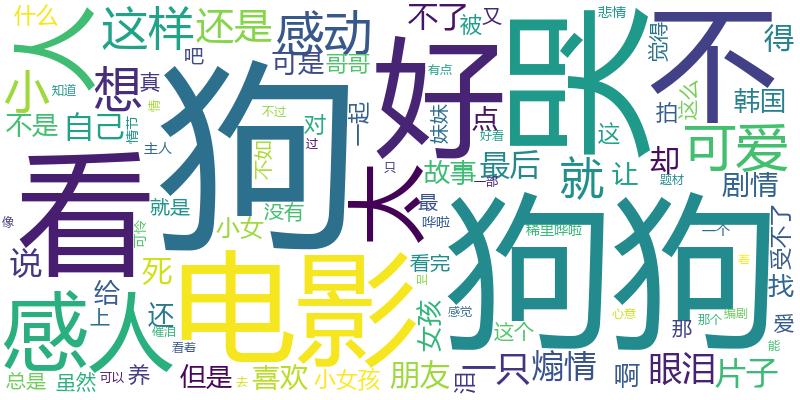 什么
人
这样
还是
感动
不了
被
又
悲情
不
觉得
得
小
想
真
吧
可是
哥哥
有点
好
哭
知道
情
不过
拍
这么
韩国
不是
自己
情节
对
一起
妹妹
点
好看
这
可爱
主人
不如
过
狗
太
故事
最后
一部
只
就
让
却
题材
剧情
看
就是
小女
没有
最
哗啦
狗狗
稀里哗啦
一个
受不了
像
说
可怜
死
电影
看完
女孩
感觉
这个
心意
那
那个
编剧
着
找
爱
能
感人
给
上
还
催泪
看着
总是
虽然
可以
养
但是
去
喜欢
小女孩
朋友
泪
一只
煽情
啊
眼泪
片子